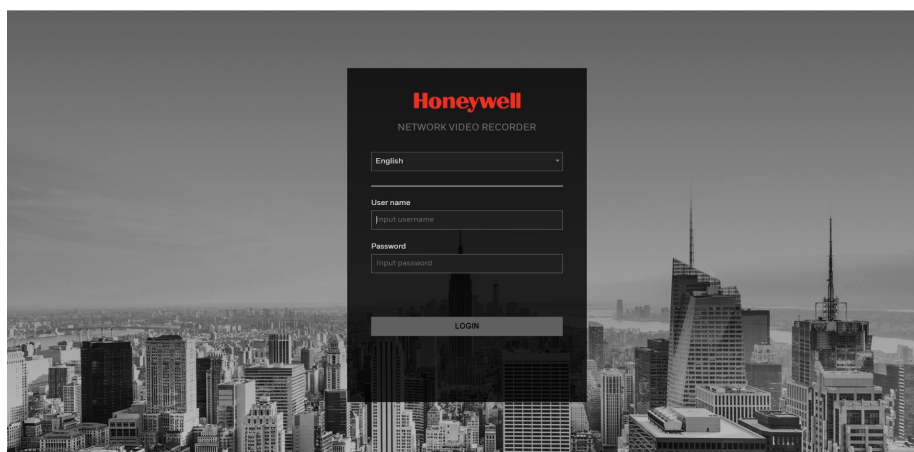 Honeywell
NETWORK VIDEO RECORDER
English
User name
Input username
Password
Input password
LOGIN